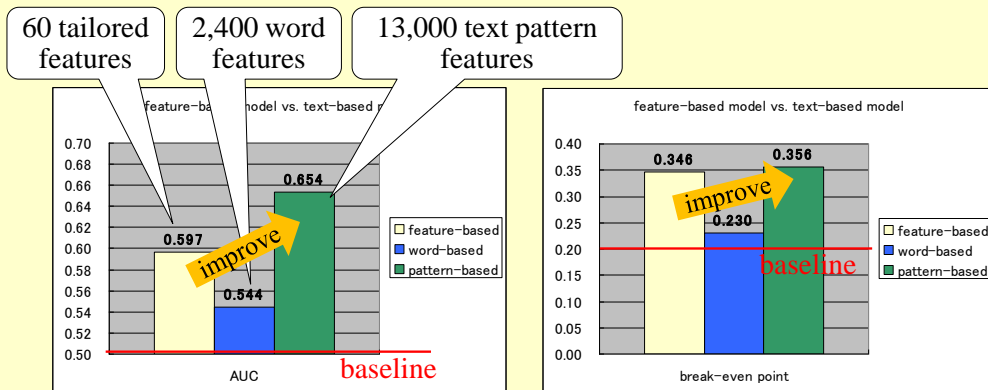 60 tailored
features
2,400 word
features
13,000 text pattern
features
feature-ba
model vs. text-based
0.70
0.68
0.66
0.64
0.62
0.60
0.58
0.56
0.54
0.52
0.50
0.597
0.544
0.654
improve
baseline
AUC
feature-based
word-based
pattern-based
feature-based model vs. text-based model
0.40
0.35
0.30
0.25
0.20
0.15
0.10
0.05
0.00
0.346
0.230
0.356
improve
baseline
break-even point
feature-based
word-based
pattern-based